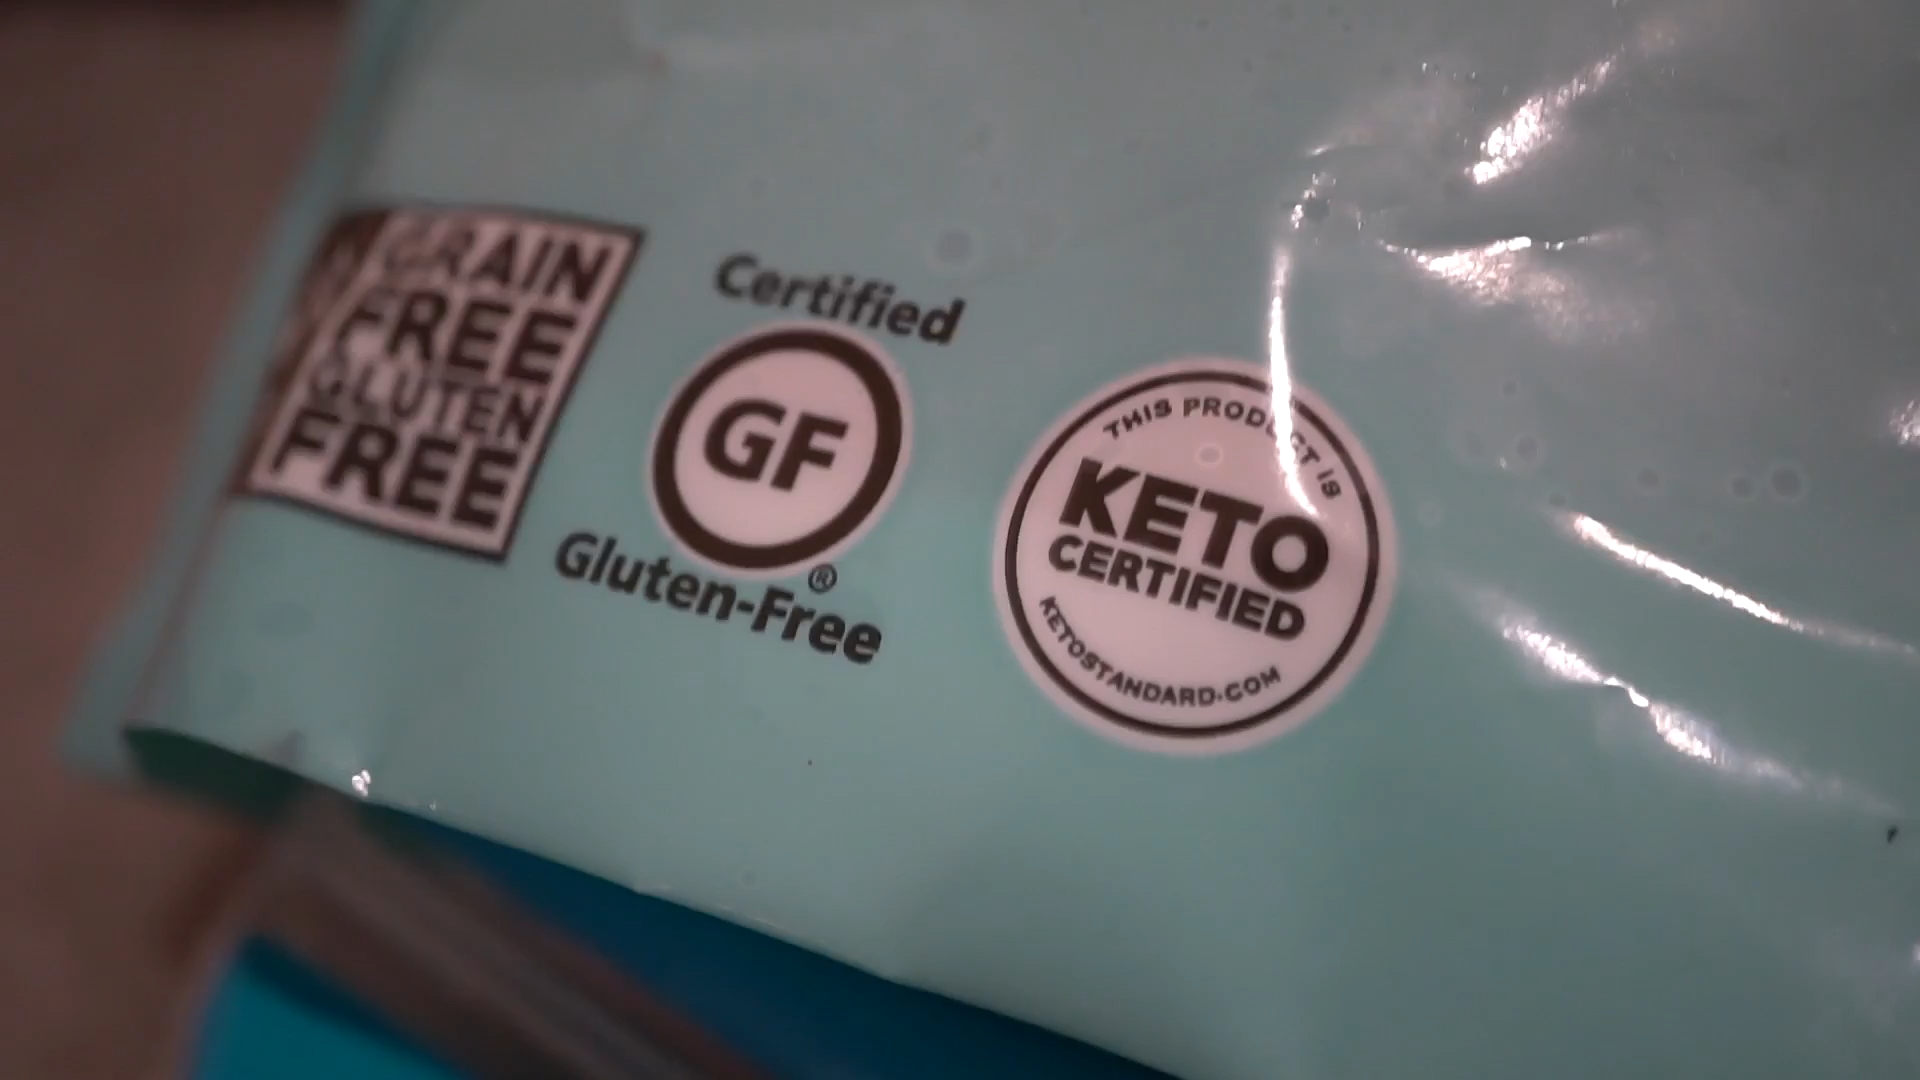 GRAIN
FREE
GLUTEN
FREE
Certified
GF
®
Gluten-Free
THIS PRODUCT IS
KETO
CERTIFIED
KETOSTANDARD.COM